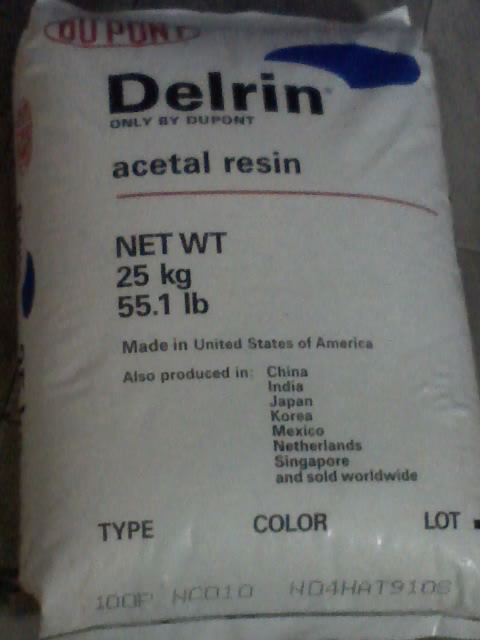 DU PONT
Delrin®
ONLY BY DUPONT
acetal resin
NET WT
25 kg
55.1 lb
Made in United States of America
Also produced in: China
India
Japan
Korea
Mexico
Netherlands
Singapore
and sold worldwide
TYPE COLOR LOT
100P NC010 ND4HAT9108